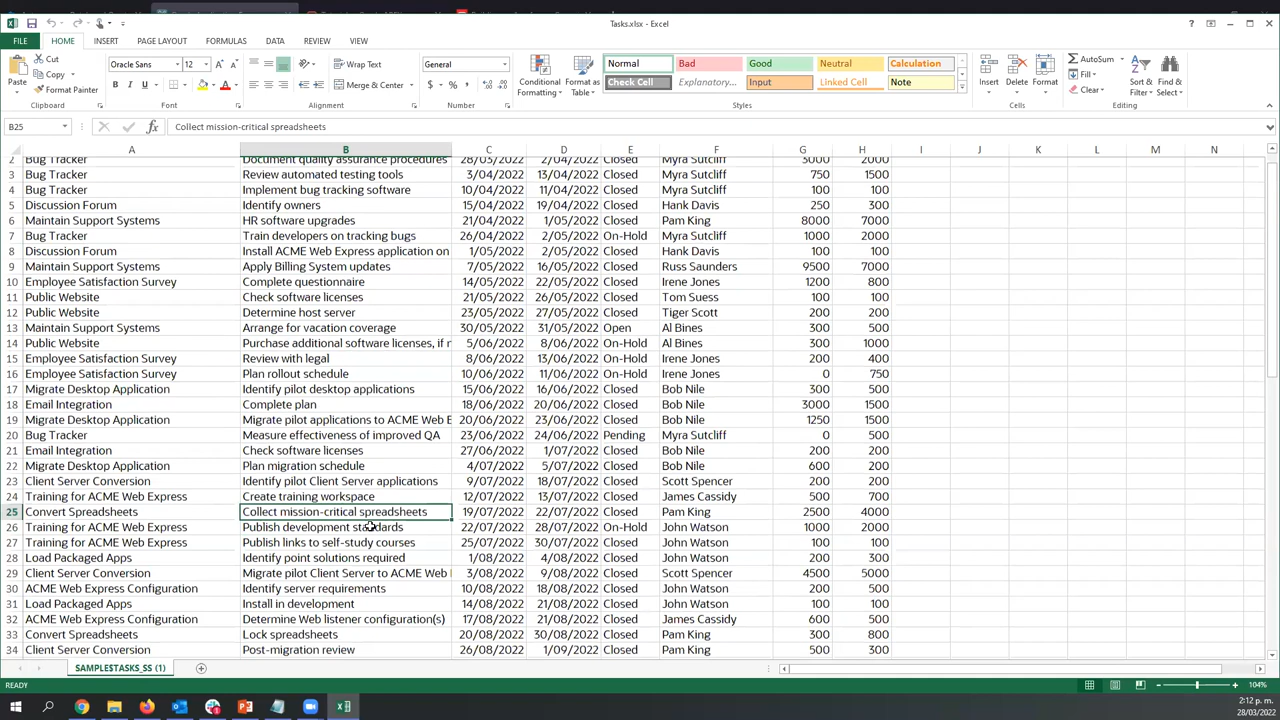 Tasks.xlsx - Excel
FILE HOME INSERT PAGE LAYOUT FORMULAS DATA REVIEW VIEW
Cut
Copy
Format Painter
Paste
Oracle Sans 12
B I U
Wrap Text
Merge & Center
General
$ % ,
Conditional Formatting
Format as Table
Normal Bad Good Neutral Calculation
Check Cell Explanatory... Input Linked Cell Note
Insert Delete Format
AutoSum
Fill
Clear
Sort & Filter
Find & Select
Clipboard Font Alignment Number Styles Cells Editing
B25 fx Collect mission-critical spreadsheets
A B C D E F G H I J K L M N
2 Bug Tracker Document quality assurance procedures 28/03/2022 2/04/2022 Closed Myra Sutcliff 3000 2000
3 Bug Tracker Review automated testing tools 3/04/2022 13/04/2022 Closed Myra Sutcliff 750 1500
4 Bug Tracker Implement bug tracking software 10/04/2022 11/04/2022 Closed Myra Sutcliff 100 100
5 Discussion Forum Identify owners 15/04/2022 19/04/2022 Closed Hank Davis 250 300
6 Maintain Support Systems HR software upgrades 21/04/2022 1/05/2022 Closed Pam King 8000 7000
7 Bug Tracker Train developers on tracking bugs 26/04/2022 2/05/2022 On-Hold Myra Sutcliff 1000 2000
8 Discussion Forum Install ACME Web Express application on 1/05/2022 2/05/2022 Closed Hank Davis 100 100
9 Maintain Support Systems Apply Billing System updates 7/05/2022 16/05/2022 Closed Russ Saunders 9500 7000
10 Employee Satisfaction Survey Complete questionnaire 14/05/2022 22/05/2022 Closed Irene Jones 1200 800
11 Public Website Check software licenses 21/05/2022 26/05/2022 Closed Tom Suess 100 100
12 Public Website Determine host server 23/05/2022 27/05/2022 Closed Tiger Scott 200 200
13 Maintain Support Systems Arrange for vacation coverage 30/05/2022 31/05/2022 Open Al Bines 300 500
14 Public Website Purchase additional software licenses, if n 5/06/2022 8/06/2022 On-Hold Al Bines 300 1000
15 Employee Satisfaction Survey Review with legal 8/06/2022 13/06/2022 On-Hold Irene Jones 200 400
16 Employee Satisfaction Survey Plan rollout schedule 10/06/2022 11/06/2022 On-Hold Irene Jones 0 750
17 Migrate Desktop Application Identify pilot desktop applications 15/06/2022 16/06/2022 Closed Bob Nile 300 500
18 Email Integration Complete plan 18/06/2022 20/06/2022 Closed Bob Nile 3000 1500
19 Migrate Desktop Application Migrate pilot applications to ACME Web E 20/06/2022 23/06/2022 Closed Bob Nile 1250 1500
20 Bug Tracker Measure effectiveness of improved QA 23/06/2022 24/06/2022 Pending Myra Sutcliff 0 500
21 Email Integration Check software licenses 27/06/2022 1/07/2022 Closed Bob Nile 200 200
22 Migrate Desktop Application Plan migration schedule 4/07/2022 5/07/2022 Closed Bob Nile 600 200
23 Client Server Conversion Identify pilot Client Server applications 9/07/2022 18/07/2022 Closed Scott Spencer 200 200
24 Training for ACME Web Express Create training workspace 12/07/2022 13/07/2022 Closed James Cassidy 500 700
25 Convert Spreadsheets Collect mission-critical spreadsheets 19/07/2022 22/07/2022 Closed Pam King 2500 4000
26 Training for ACME Web Express Publish development standards 22/07/2022 28/07/2022 On-Hold John Watson 1000 2000
27 Training for ACME Web Express Publish links to self-study courses 25/07/2022 30/07/2022 Closed John Watson 100 100
28 Load Packaged Apps Identify point solutions required 1/08/2022 4/08/2022 Closed John Watson 200 300
29 Client Server Conversion Migrate pilot Client Server to ACME Web 3/08/2022 9/08/2022 Closed Scott Spencer 4500 5000
30 ACME Web Express Configuration Identify server requirements 10/08/2022 18/08/2022 Closed John Watson 200 500
31 Load Packaged Apps Install in development 14/08/2022 21/08/2022 Closed John Watson 100 100
32 ACME Web Express Configuration Determine Web listener configuration(s) 17/08/2022 21/08/2022 Closed James Cassidy 600 500
33 Convert Spreadsheets Lock spreadsheets 20/08/2022 30/08/2022 Closed Pam King 300 800
34 Client Server Conversion Post-migration review 26/08/2022 1/09/2022 Closed Pam King 500 300
SAMPLE$TASKS_SS (1)
READY 104%
2:12 p. m.
28/03/2022